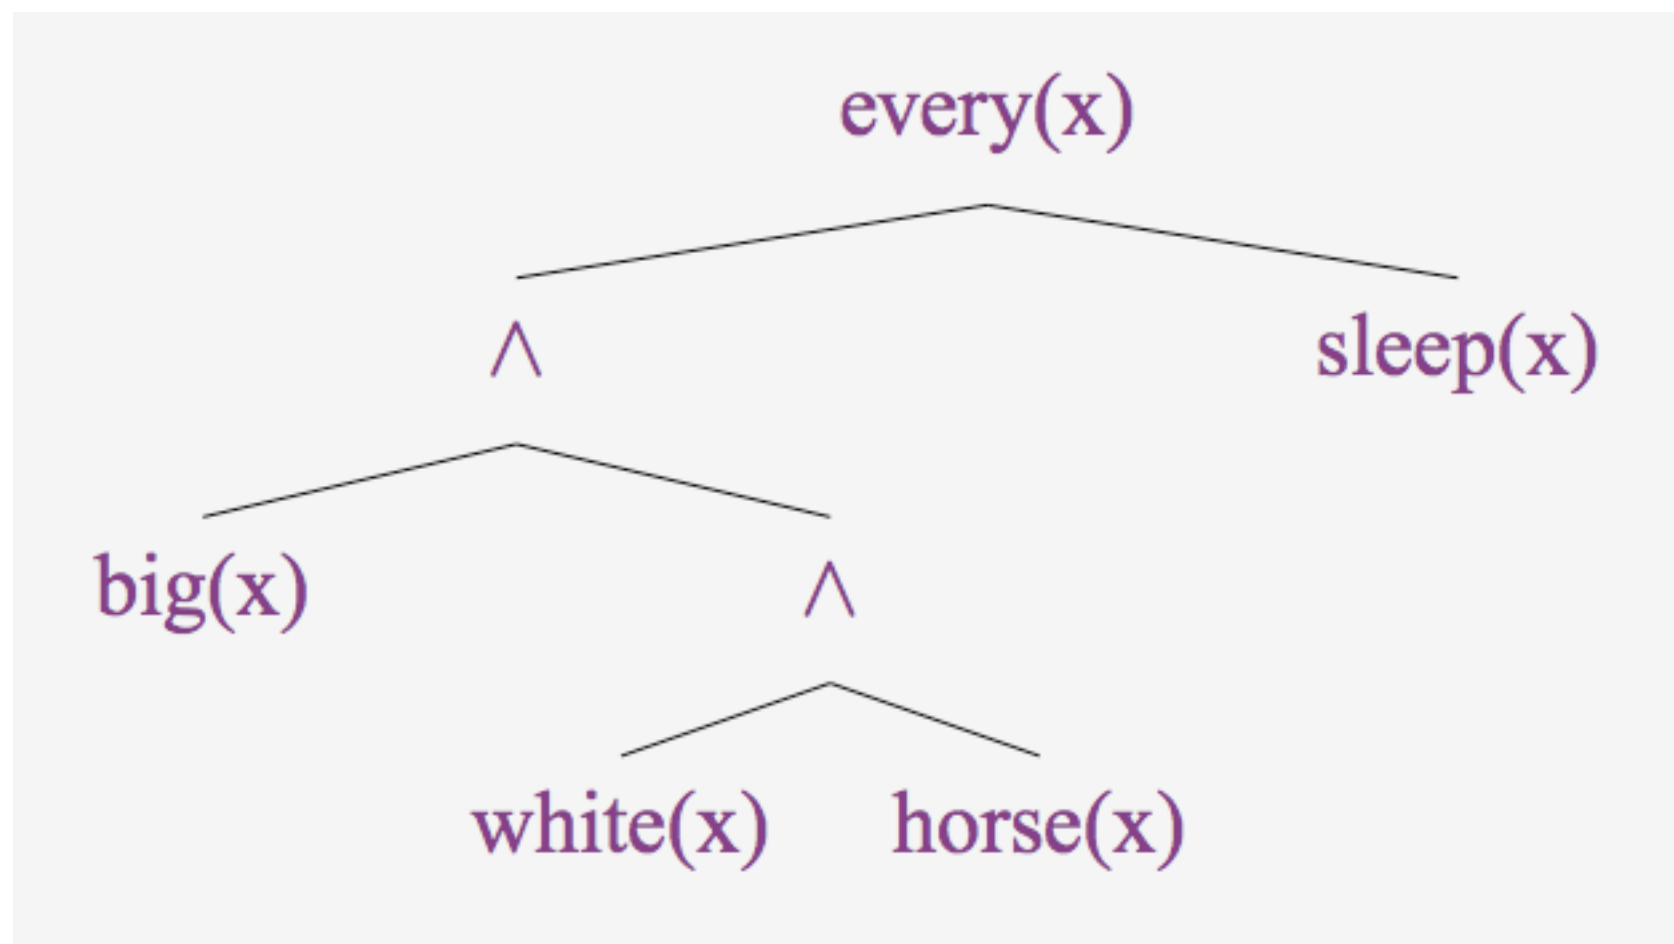 every(x)
∧ sleep(x)
big(x) ∧
white(x) horse(x)